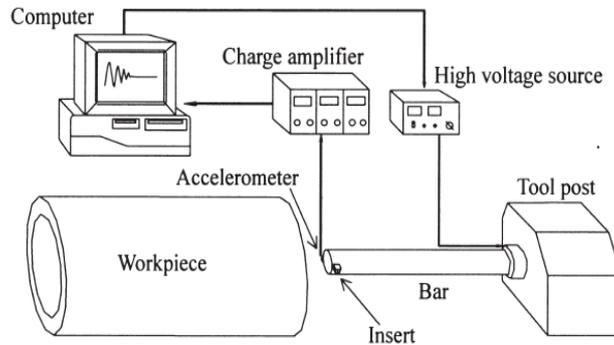 Computer
Charge amplifier
High voltage source
Accelerometer
Tool post
Workpiece
Bar
Insert